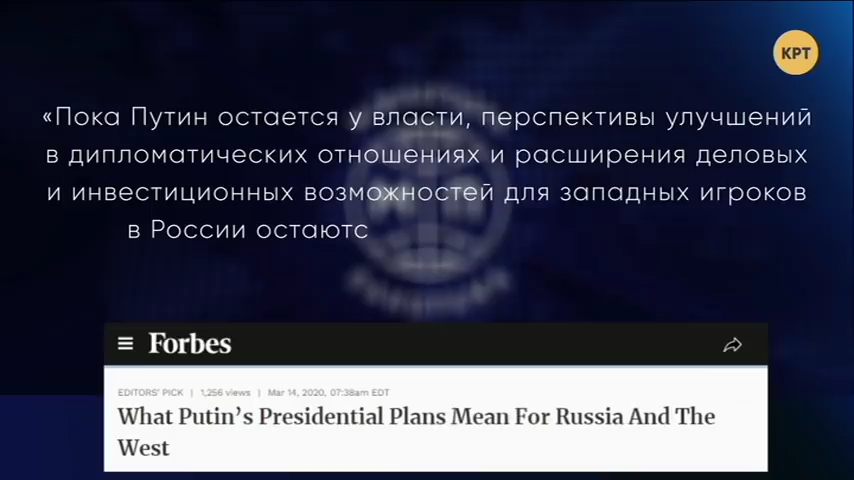 КРТ
«Пока Путин остается у власти, перспективы улучшений
в дипломатических отношениях и расширения деловых
и инвестиционных возможностей для западных игроков
в России остаютс
Forbes
EDITORS' PICK | 1,256 views | Mar 14, 2020, 07:38am EDT
What Putin's Presidential Plans Mean For Russia And The
West